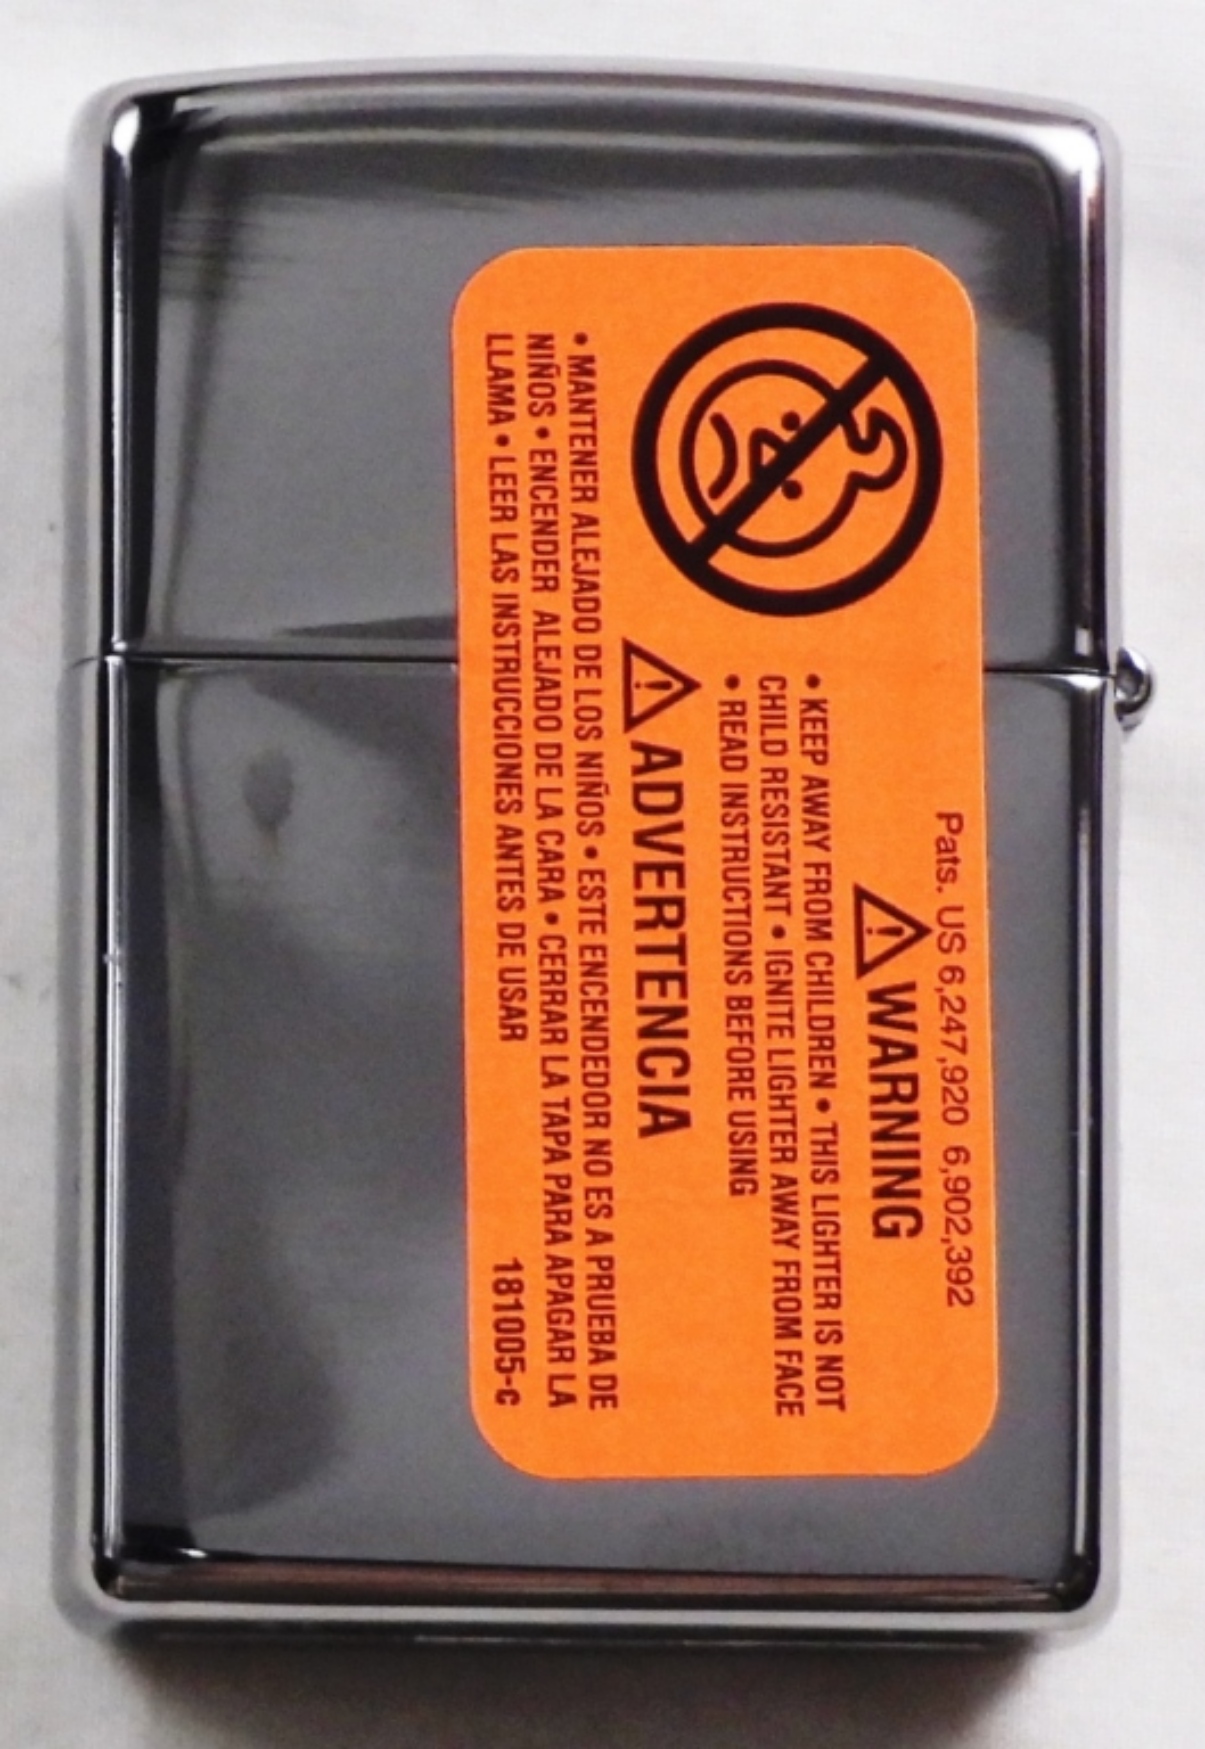 Pats. US 6,247,920 6,902,392
WARNING
• KEEP AWAY FROM CHILDREN • THIS LIGHTER IS NOT
CHILD RESISTANT • IGNITE LIGHTER AWAY FROM FACE
• READ INSTRUCTIONS BEFORE USING
ADVERTENCIA
• MANTENER ALEJADO DE LOS NIÑOS • ESTE ENCENDEDOR NO ES A PRUEBA DE
NIÑOS • ENCENDER ALEJADO DE LA CARA • CERRAR LA TAPA PARA APAGAR LA
LLAMA • LEER LAS INSTRUCCIONES ANTES DE USAR
181005-c